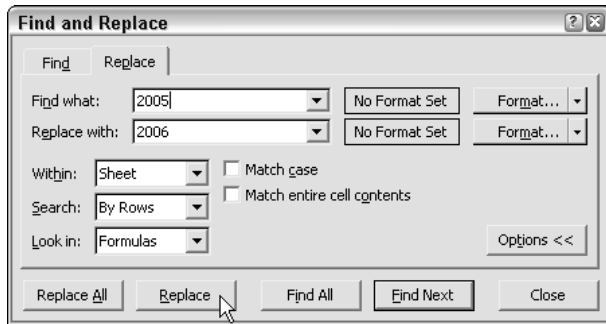 Find and Replace
Find Replace
Find what: 2005 No Format Set Format...
Replace with: 2006 No Format Set Format...
Within: Sheet Match case
Search: By Rows Match entire cell contents
Look in: Formulas Options <<
Replace All Replace Find All Find Next Close